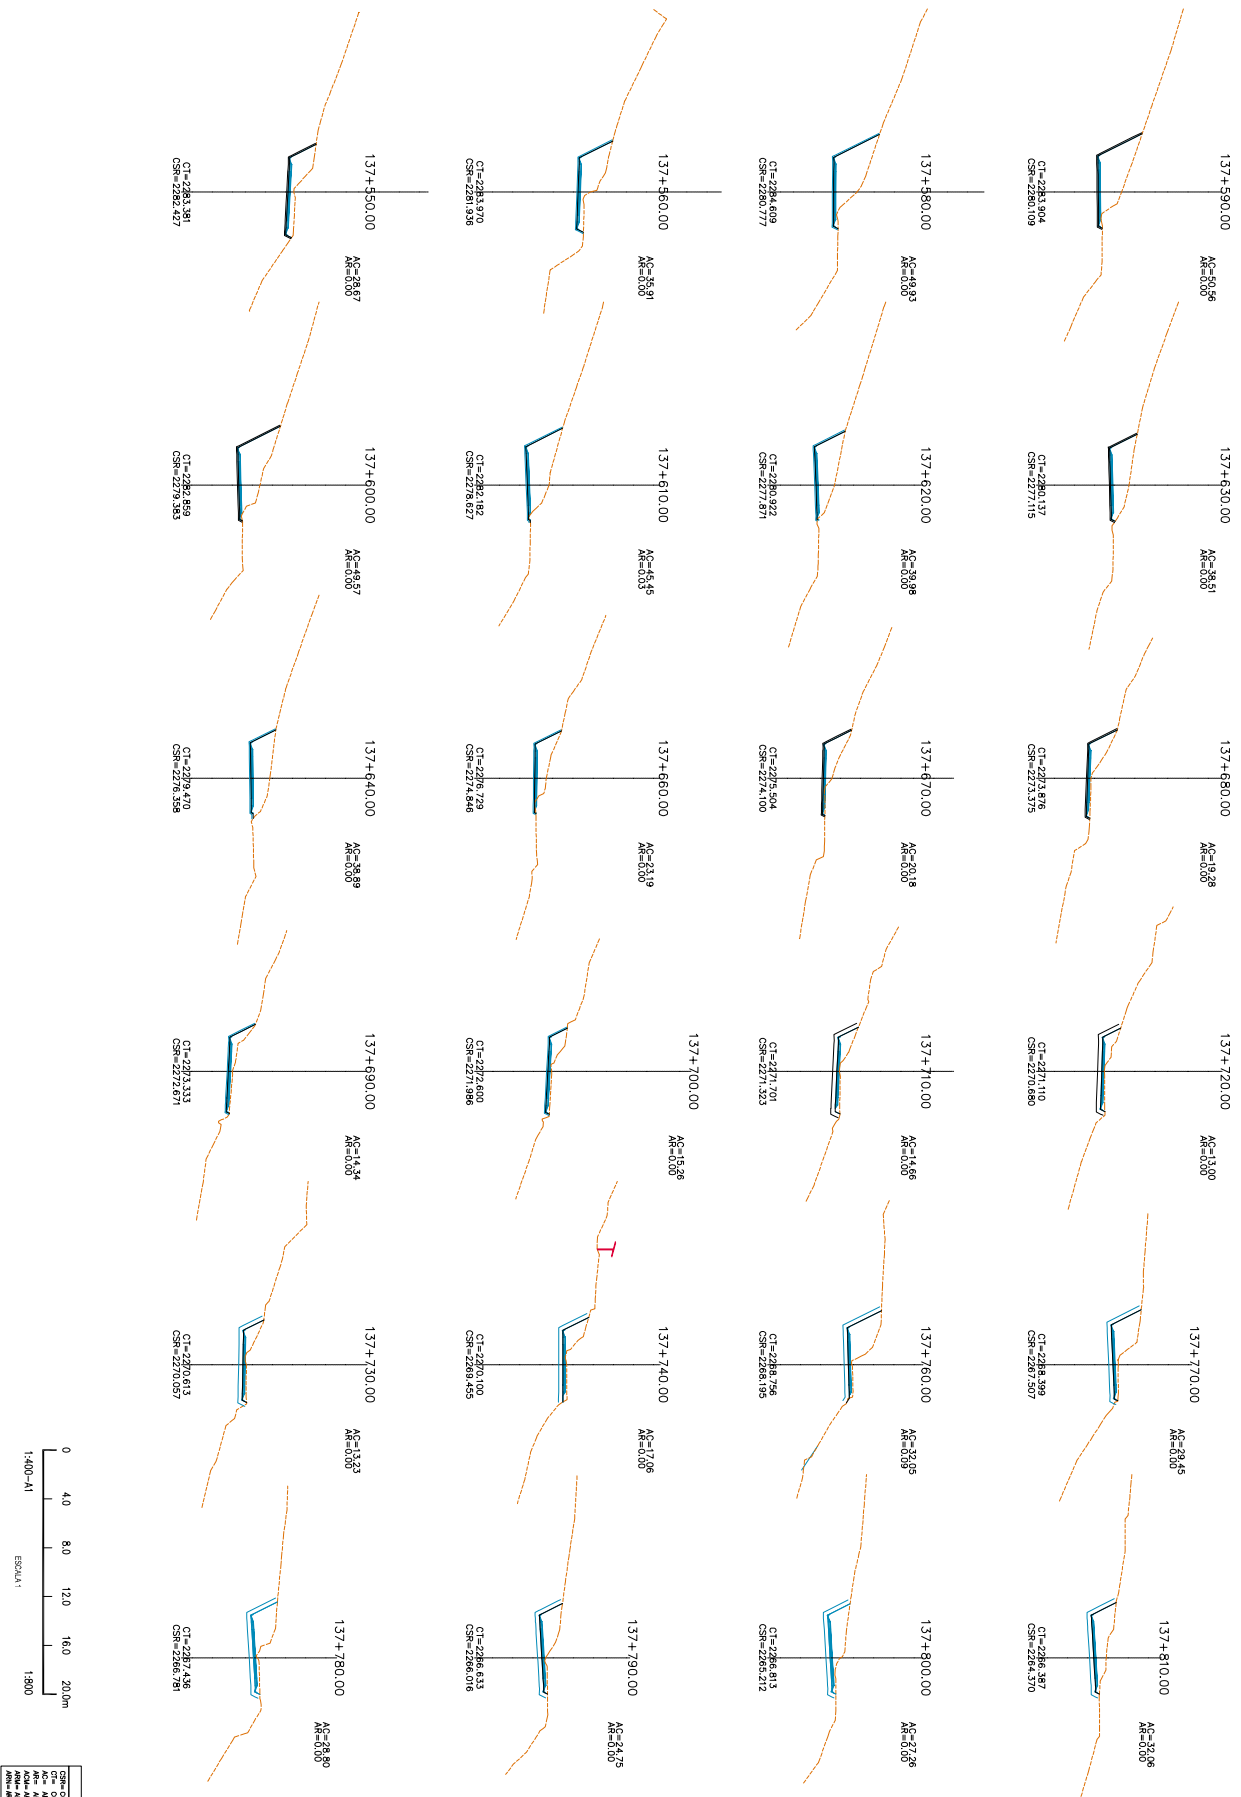 137+590.00
AC=50.56
AR=0.00
CT=2283.904
CSR=2280.109
137+630.00
AC=38.51
AR=0.00
CT=2280.137
CSR=2277.115
137+680.00
AC=19.28
AR=0.00
CT=2273.876
CSR=2273.375
137+720.00
AC=13.00
AR=0.00
CT=2271.110
CSR=2270.680
137+770.00
AC=29.45
AR=0.00
CT=2268.399
CSR=2267.507
137+810.00
AC=32.06
AR=0.00
CT=2266.387
CSR=2264.370
137+580.00
AC=49.93
AR=0.00
CT=2284.609
CSR=2280.777
137+620.00
AC=39.98
AR=0.00
CT=2280.922
CSR=2277.871
137+670.00
AC=20.18
AR=0.00
CT=2275.504
CSR=2274.100
137+710.00
AC=14.66
AR=0.00
CT=2271.701
CSR=2271.323
137+760.00
AC=32.05
AR=0.09
CT=2268.756
CSR=2268.195
137+800.00
AC=27.26
AR=0.00
CT=2266.813
CSR=2265.212
137+560.00
AC=35.91
AR=0.00
CT=2283.970
CSR=2281.936
137+610.00
AC=45.45
AR=0.03
CT=2282.182
CSR=2278.627
137+660.00
AC=23.19
AR=0.00
CT=2276.729
CSR=2274.846
137+700.00
AC=15.26
AR=0.00
CT=2272.600
CSR=2271.986
137+740.00
AC=17.06
AR=0.00
CT=2270.100
CSR=2269.455
137+790.00
AC=24.75
AR=0.00
CT=2266.633
CSR=2266.016
137+550.00
AC=28.67
AR=0.00
CT=2283.381
CSR=2282.427
137+600.00
AC=49.57
AR=0.00
CT=2282.859
CSR=2279.383
137+640.00
AC=38.89
AR=0.00
CT=2279.470
CSR=2276.358
137+690.00
AC=14.34
AR=0.00
CT=2273.333
CSR=2272.671
137+730.00
AC=13.23
AR=0.00
CT=2270.613
CSR=2270.057
137+780.00
AC=28.80
AR=0.00
CT=2267.436
CSR=2266.781
0 4.0 8.0 12.0 16.0 20.0m
1:400-A1 1:800
ESCALA 1
CSR=
CT=
AC=
AR=
ACM=
ARM=
ARN=